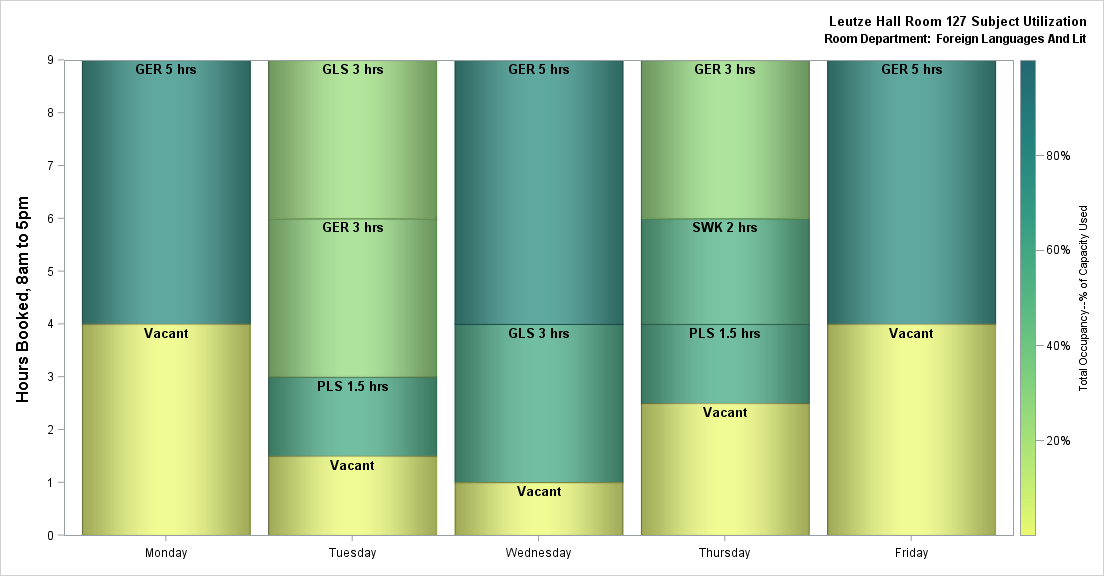 Leutze Hall Room 127 Subject Utilization
Room Department: Foreign Languages And Lit
Hours Booked, 8am to 5pm
9
8
7
6
5
4
3
2
1
0
GER 5 hrs
Vacant
GLS 3 hrs
GER 3 hrs
PLS 1.5 hrs
Vacant
GER 5 hrs
GLS 3 hrs
Vacant
GER 3 hrs
SWK 2 hrs
PLS 1.5 hrs
Vacant
GER 5 hrs
Vacant
Monday
Tuesday
Wednesday
Thursday
Friday
80%
60%
40%
20%
Total Occupancy--% of Capacity Used